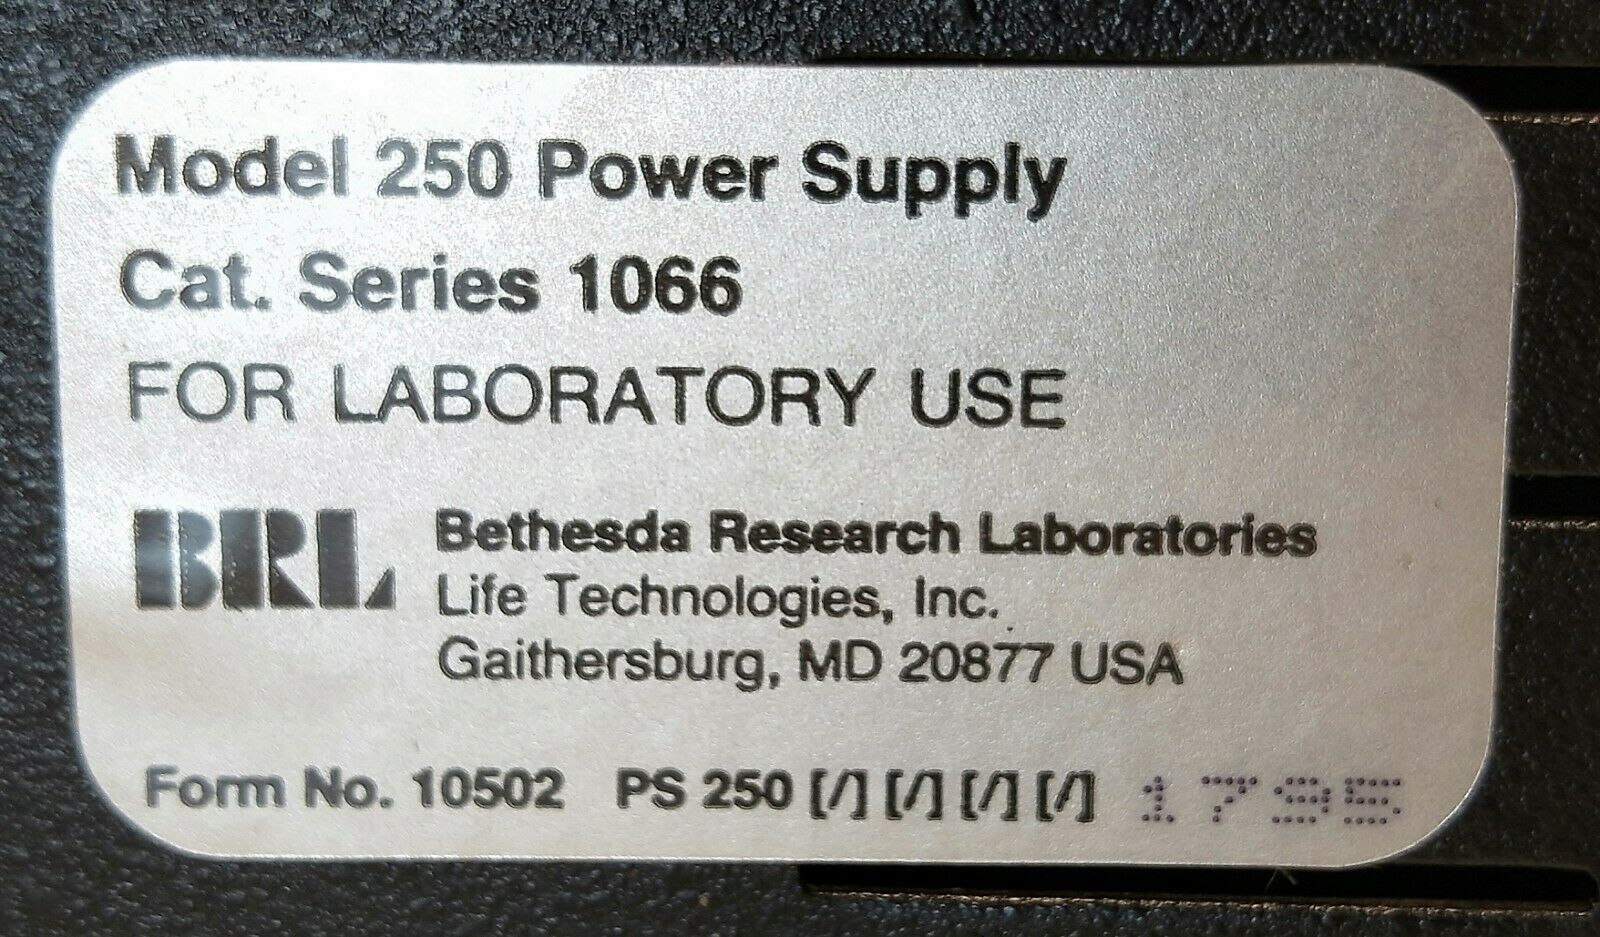 Model 250 Power Supply
Cat. Series 1066
FOR LABORATORY USE
BRL
Bethesda Research Laboratories
Life Technologies, Inc.
Gaithersburg, MD 20877 USA
Form No. 10502 PS 250 [/] [/] [/] [/] 1795